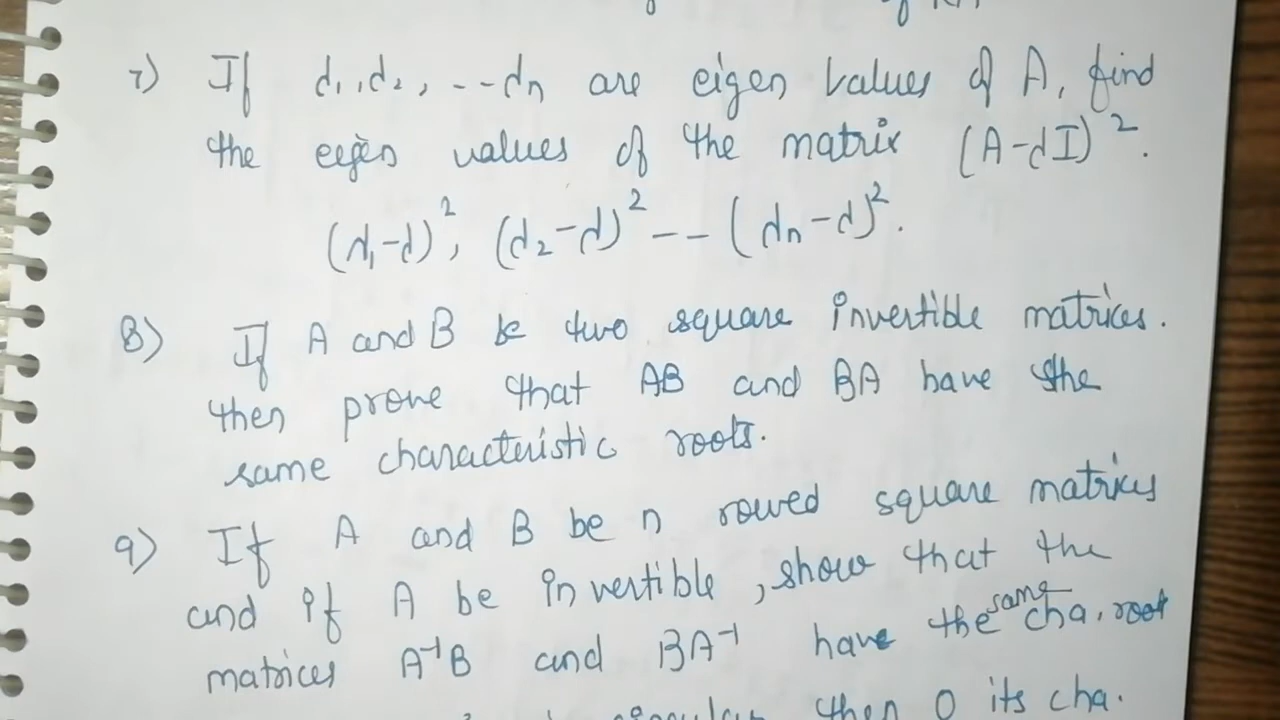 7) If d1, d2, --dn are eigen values of A, find
the eigen values of the matrix (A-dI)².
(d1-d)², (d2-d)² -- (dn-d)².
8) If A and B be two square invertible matrices.
then prove that AB and BA have the
same characteristic roots.
9) If A and B be n rowed square matrices
and if A be invertible, show that the
matrices A⁻¹B and BA⁻¹ have the same cha. root
then 0 its cha.